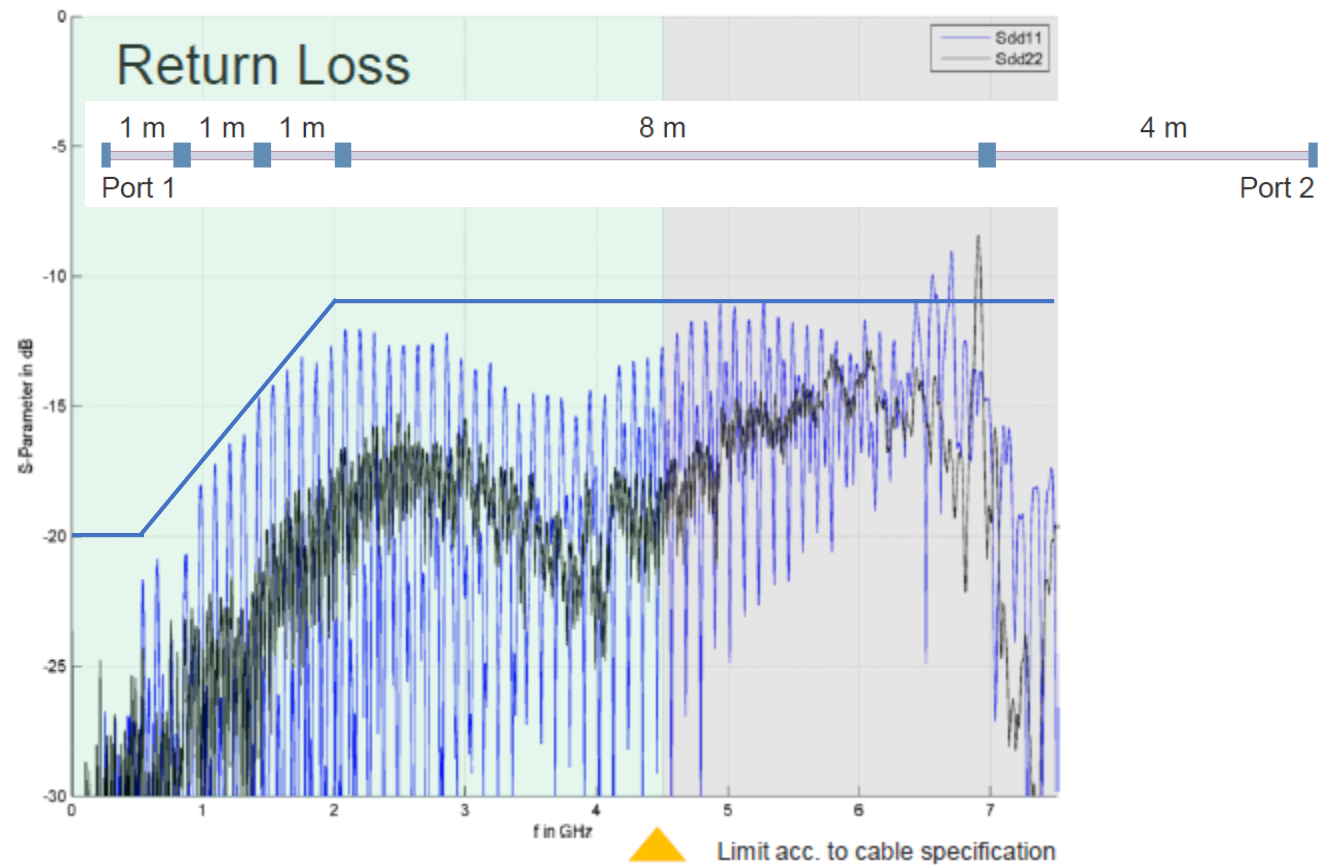 0
Sdd11
Sdd22
Return Loss
1 m 1 m 1 m 8 m 4 m
-5
Port 1 Port 2
-10
-15
-20
-25
-30
S-Parameter in dB
0 1 2 3 4 5 6 7
f in GHz
Limit acc. to cable specification